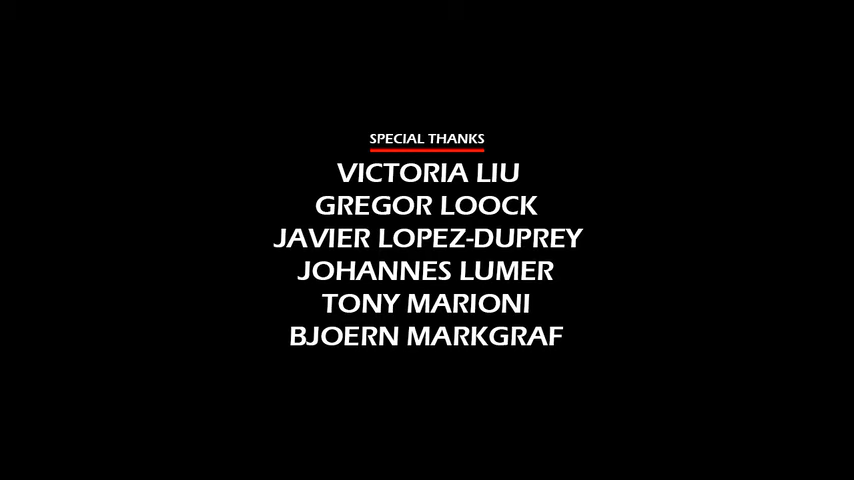 SPECIAL THANKS
VICTORIA LIU
GREGOR LOOCK
JAVIER LOPEZ-DUPREY
JOHANNES LUMER
TONY MARIONI
BJOERN MARKGRAF